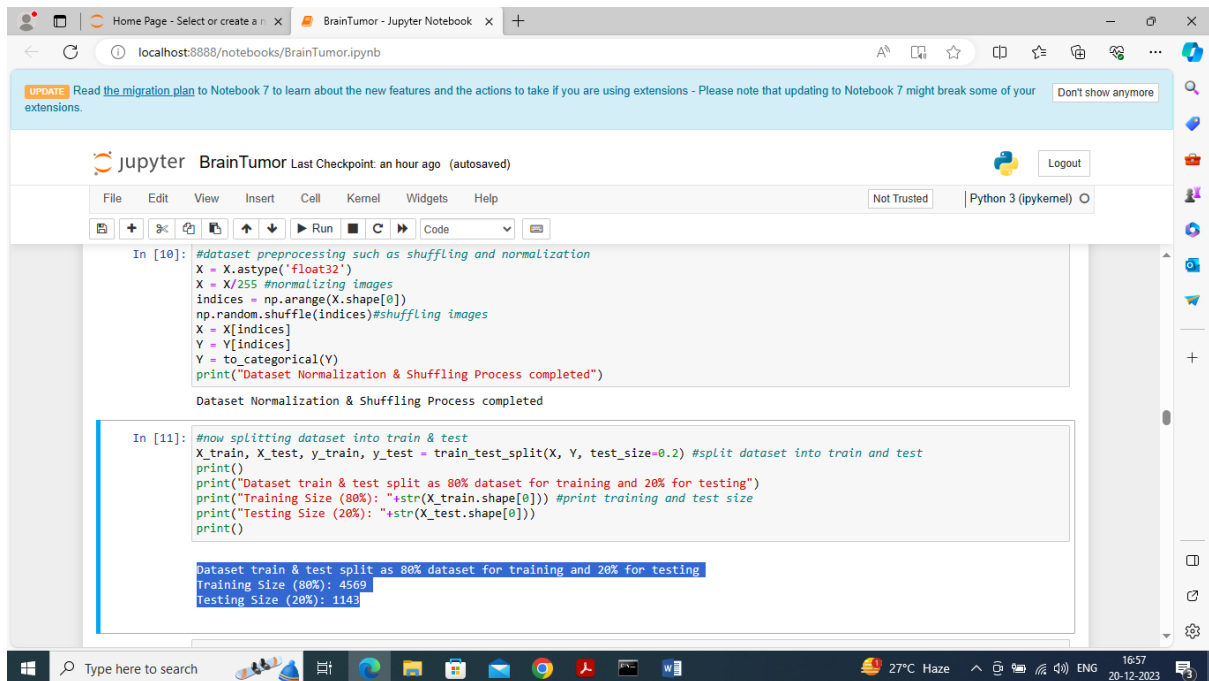 Home Page - Select or create a n
BrainTumor - Jupyter Notebook
localhost:8888/notebooks/BrainTumor.ipynb
UPDATE Read the migration plan to Notebook 7 to learn about the new features and the actions to take if you are using extensions - Please note that updating to Notebook 7 might break some of your
extensions.
Don't show anymore
jupyter BrainTumor Last Checkpoint: an hour ago (autosaved)
Logout
File Edit View Insert Cell Kernel Widgets Help
Not Trusted
Python 3 (ipykernel)
Run
Code
In [10]: #dataset preprocessing such as shuffling and normalization
X = X.astype('float32')
X = X/255 #normalizing images
indices = np.arange(X.shape[0])
np.random.shuffle(indices)#shuffling images
X = X[indices]
Y = Y[indices]
Y = to_categorical(Y)
print("Dataset Normalization & Shuffling Process completed")
Dataset Normalization & Shuffling Process completed
In [11]: #now splitting dataset into train & test
X_train, X_test, y_train, y_test = train_test_split(X, Y, test_size=0.2) #split dataset into train and test
print()
print("Dataset train & test split as 80% dataset for training and 20% for testing")
print("Training Size (80%): "+str(X_train.shape[0])) #print training and test size
print("Testing Size (20%): "+str(X_test.shape[0]))
print()
Dataset train & test split as 80% dataset for training and 20% for testing
Training Size (80%): 4569
Testing Size (20%): 1143
Type here to search
27°C Haze
ENG
16:57
20-12-2023